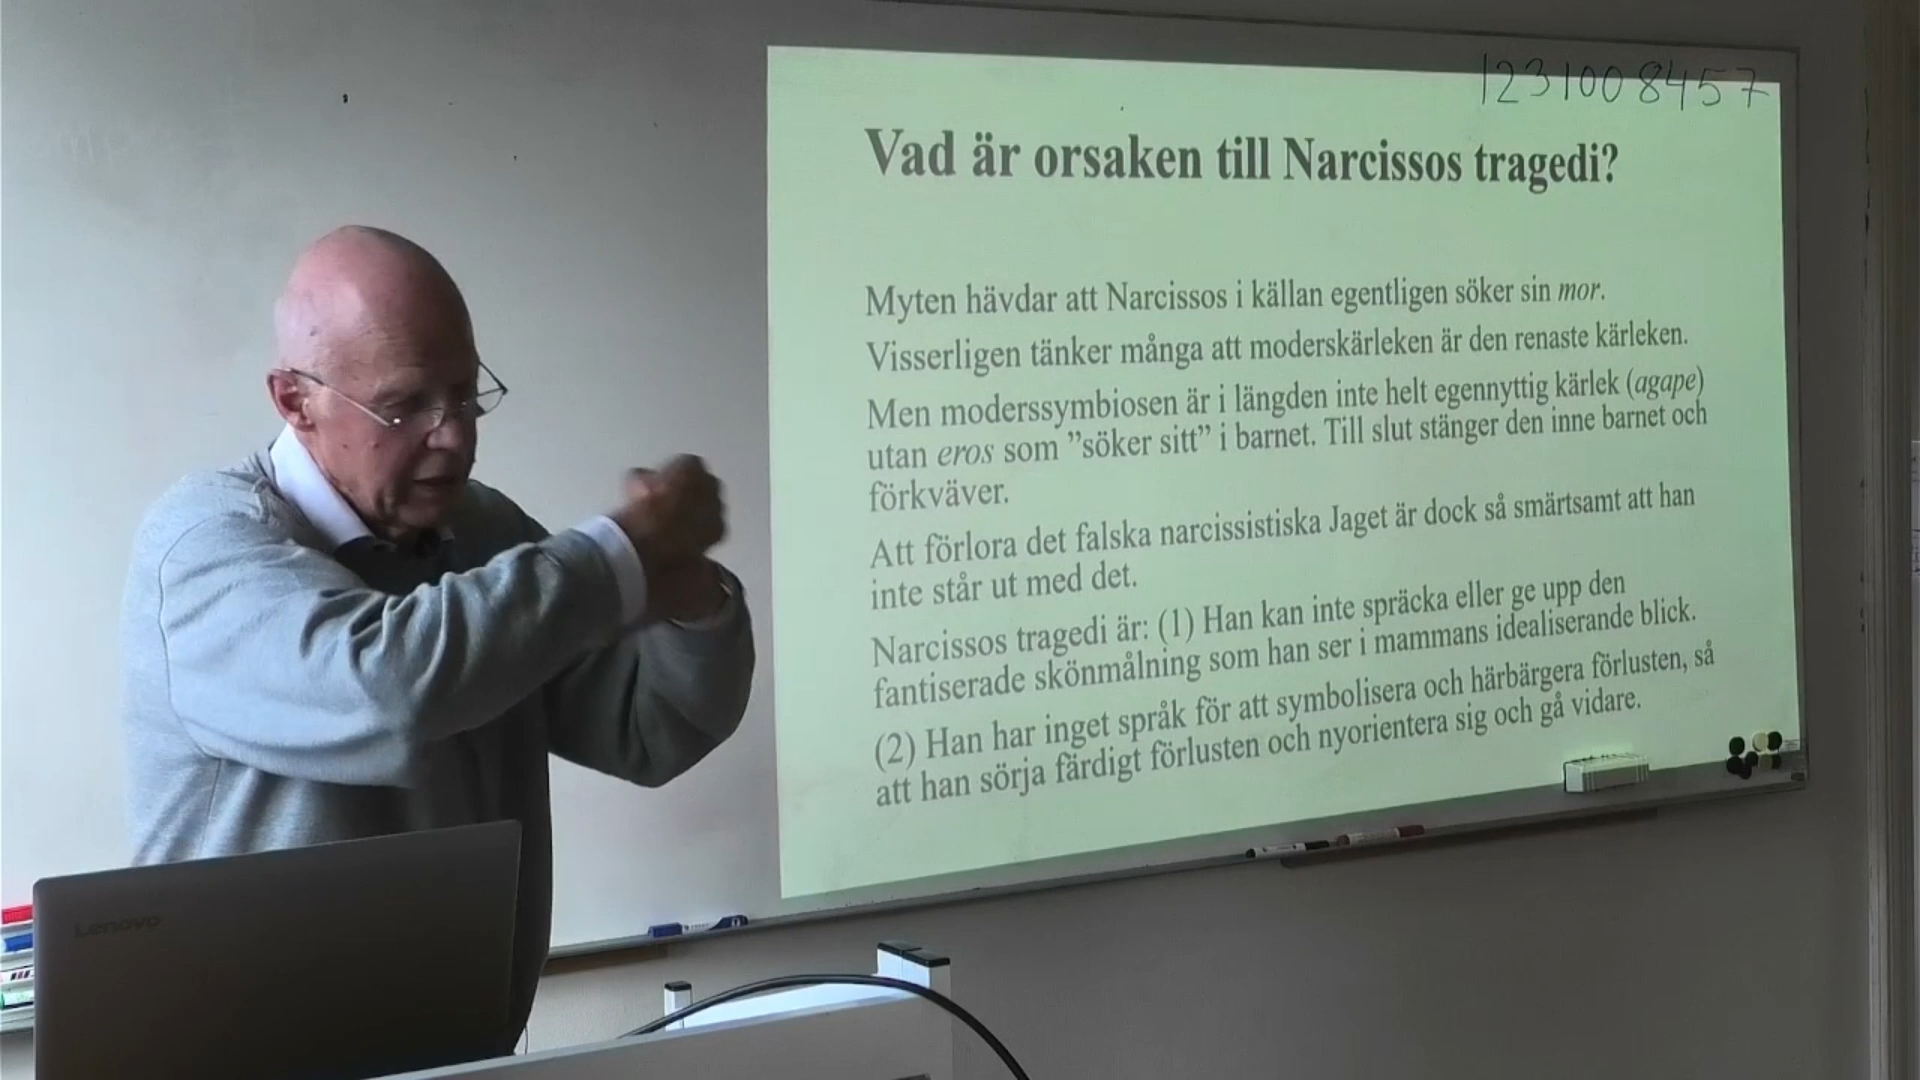 1231008457
Vad är orsaken till Narcissos tragedi?
Myten hävdar att Narcissos i källan egentligen söker sin mor.
Visserligen tänker många att moderskärleken är den renaste kärleken.
Men moderssymbiosen är i längden inte helt egennyttig kärlek (agape)
utan eros som ”söker sitt” i barnet. Till slut stänger den inne barnet och
förkväver.
Att förlora det falska narcissistiska Jaget är dock så smärtsamt att han
inte står ut med det.
Narcissos tragedi är: (1) Han kan inte spräcka eller ge upp den
fantiserade skönmålning som han ser i mammans idealiserande blick.
(2) Han har inget språk för att symbolisera och härbärgera förlusten, så
att han sörja färdigt förlusten och nyorientera sig och gå vidare.
Lenovo